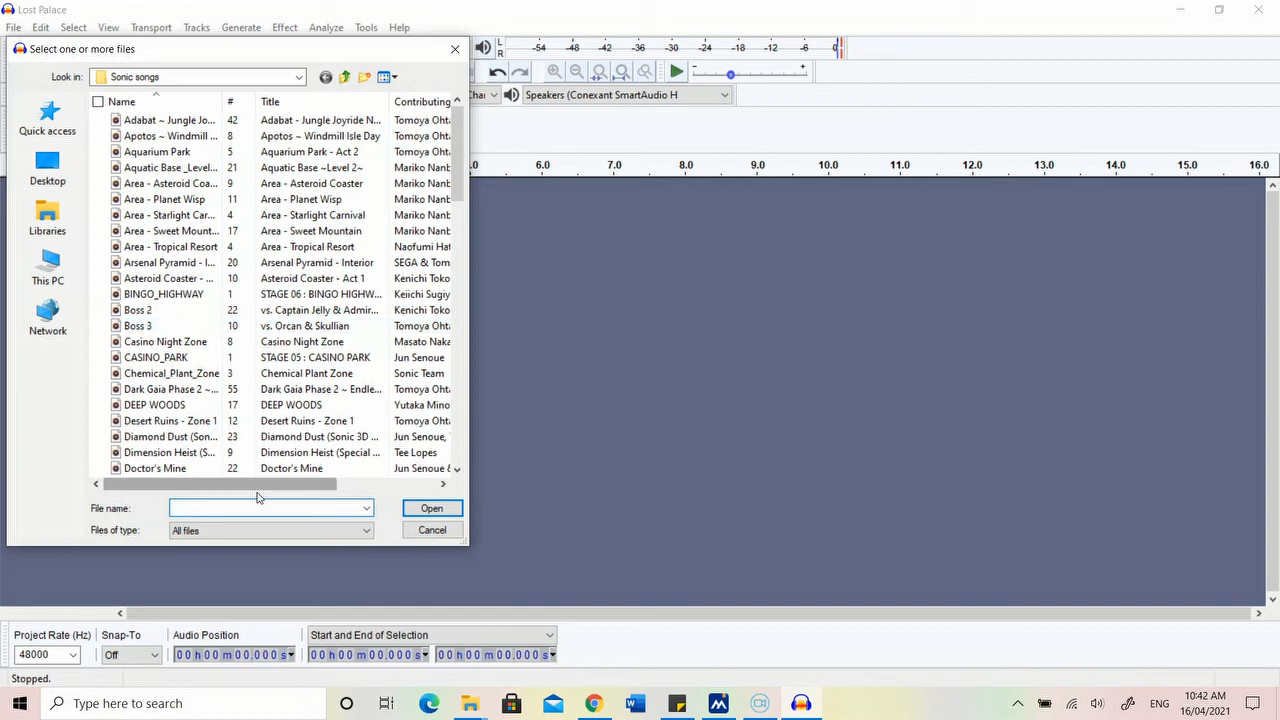 Lost Palace
File Edit Select View Transport Tracks Generate Effect Analyze Tools Help
Select one or more files
L R -54 -48 -42 -36 -30 -24 -18 -12 -6 0
Look in: Sonic songs
- +
Chai Speakers (Conexant SmartAudio H
Quick access
Desktop
Libraries
This PC
Network
Name # Title Contributing
Adabat ~ Jungle Jo... 42 Adabat - Jungle Joyride N... Tomoya Ohta
Apotos ~ Windmill ... 8 Apotos ~ Windmill Isle Day Tomoya Ohta
Aquarium Park 5 Aquarium Park - Act 2 Tomoya Ohta
Aquatic Base _Level... 21 Aquatic Base ~Level 2~ Mariko Nanb
Area - Asteroid Coa... 9 Area - Asteroid Coaster Mariko Nanb
Area - Planet Wisp 11 Area - Planet Wisp Mariko Nanb
Area - Starlight Car... 4 Area - Starlight Carnival Mariko Nanb
Area - Sweet Mount... 17 Area - Sweet Mountain Mariko Nanb
Area - Tropical Resort 4 Area - Tropical Resort Naofumi Hat
Arsenal Pyramid - I... 20 Arsenal Pyramid - Interior SEGA & Tom
Asteroid Coaster - ... 10 Asteroid Coaster - Act 1 Kenichi Toko
BINGO_HIGHWAY 1 STAGE 06 : BINGO HIGHW... Keiichi Sugiy
Boss 2 22 vs. Captain Jelly & Admir... Kenichi Toko
Boss 3 10 vs. Orcan & Skullian Tomoya Ohta
Casino Night Zone 8 Casino Night Zone Masato Naka
CASINO_PARK 1 STAGE 05 : CASINO PARK Jun Senoue
Chemical_Plant_Zone 3 Chemical Plant Zone Sonic Team
Dark Gaia Phase 2 ~... 55 Dark Gaia Phase 2 ~ Endle... Tomoya Ohta
DEEP WOODS 17 DEEP WOODS Yutaka Mino
Desert Ruins - Zone 1 12 Desert Ruins - Zone 1 Tomoya Ohta
Diamond Dust (Son... 23 Diamond Dust (Sonic 3D ... Jun Senoue,
Dimension Heist (S... 9 Dimension Heist (Special ... Tee Lopes
Doctor's Mine 22 Doctor's Mine Jun Senoue &
File name: Open
Files of type: All files Cancel
.0 6.0 7.0 8.0 9.0 10.0 11.0 12.0 13.0 14.0 15.0 16.0
Project Rate (Hz) Snap-To Audio Position Start and End of Selection
48000 Off 00 h 00 m 00.000 s 00 h 00 m 00.000 s 00 h 00 m 00.000 s
Stopped.
Type here to search
ENG
10:42 AM
16/04/2021